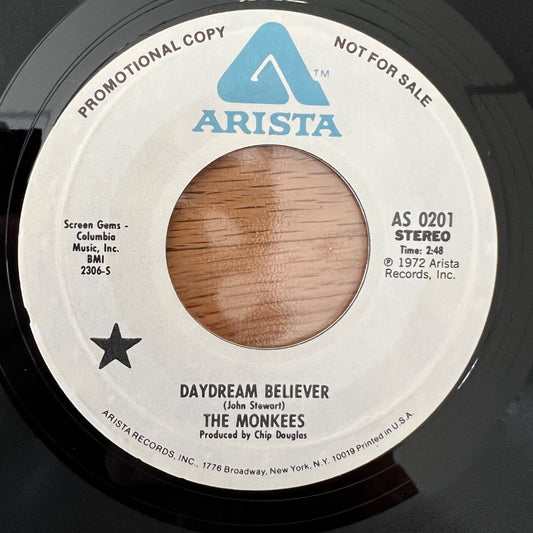 PROMOTIONAL COPY
NOT FOR SALE
TM
ARISTA
Screen Gems -
Columbia
Music, Inc.
BMI
2306-S
AS 0201
STEREO
Time: 2:48
℗ 1972 Arista
Records, Inc.
DAYDREAM BELIEVER
(John Stewart)
THE MONKEES
Produced by Chip Douglas
ARISTA RECORDS, INC., 1776 Broadway, New York, N.Y. 10019 Printed in U.S.A.